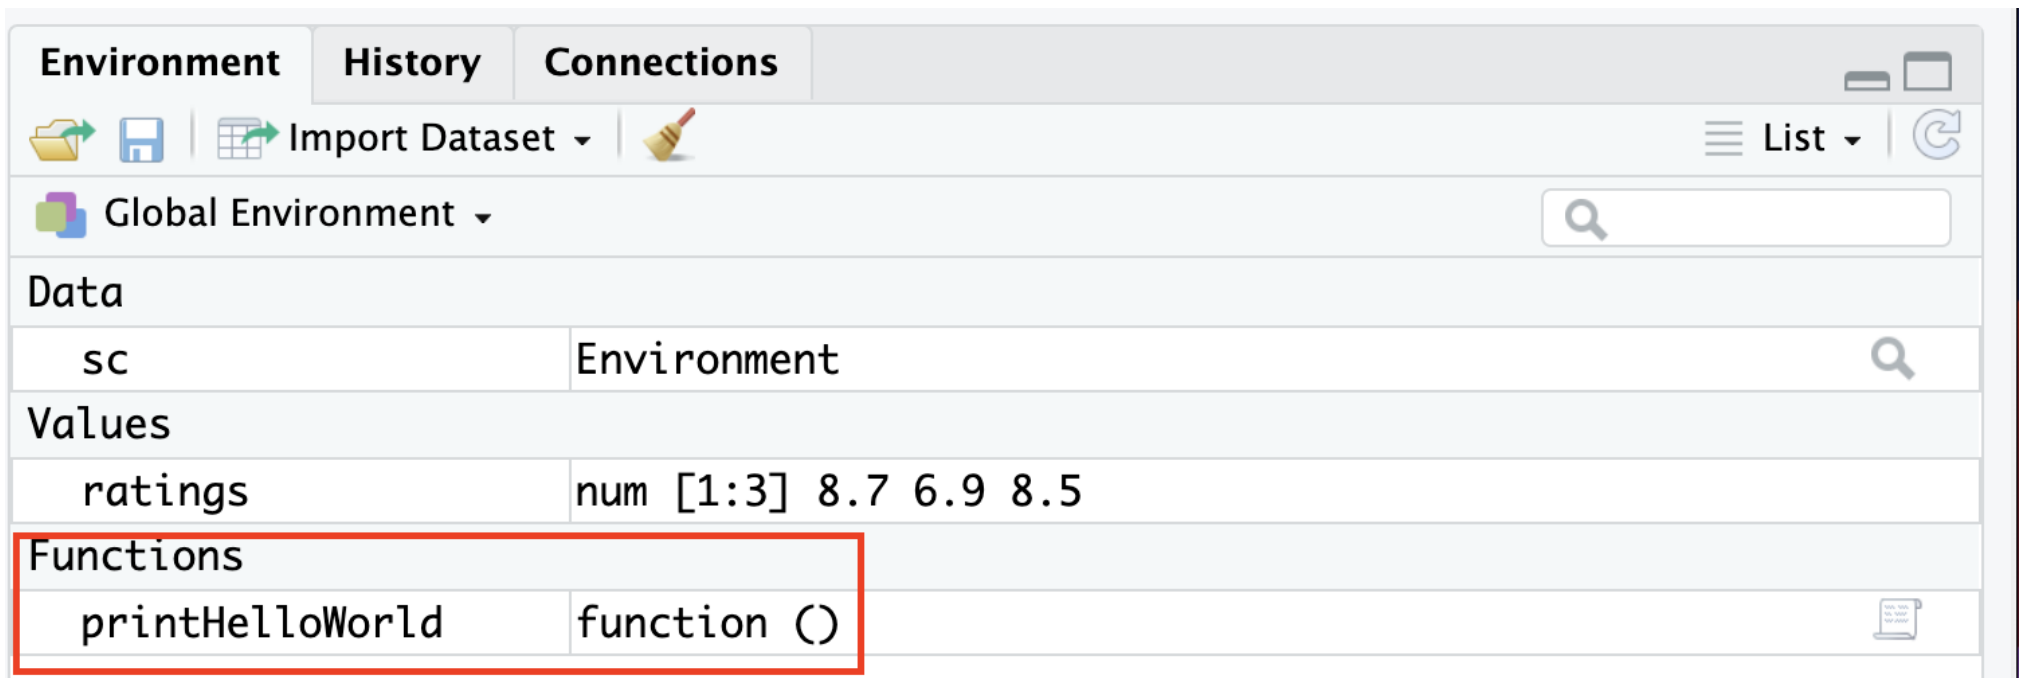 Environment History Connections
Import Dataset List
Global Environment
Data
sc Environment
Values
ratings num [1:3] 8.7 6.9 8.5
Functions
printHelloWorld function ()